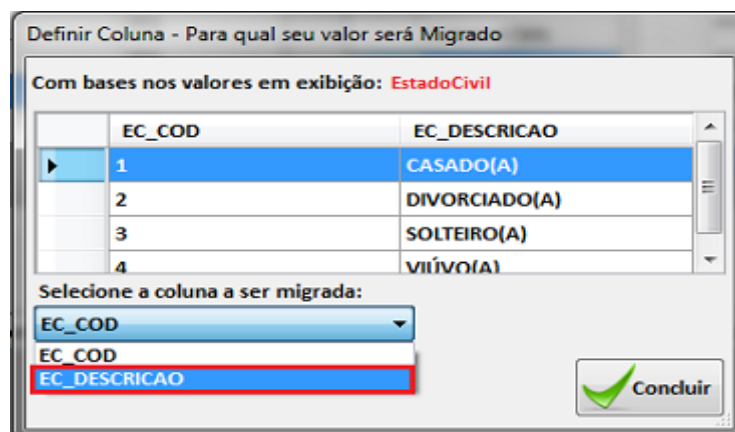 Definir Coluna - Para qual seu valor será Migrado
Com bases nos valores em exibição: EstadoCivil
EC_COD EC_DESCRICAO
1 CASADO(A)
2 DIVORCIADO(A)
3 SOLTEIRO(A)
4 VIÚVO(A)
Selecione a coluna a ser migrada:
EC_COD
EC_COD
EC_DESCRICAO
Concluir